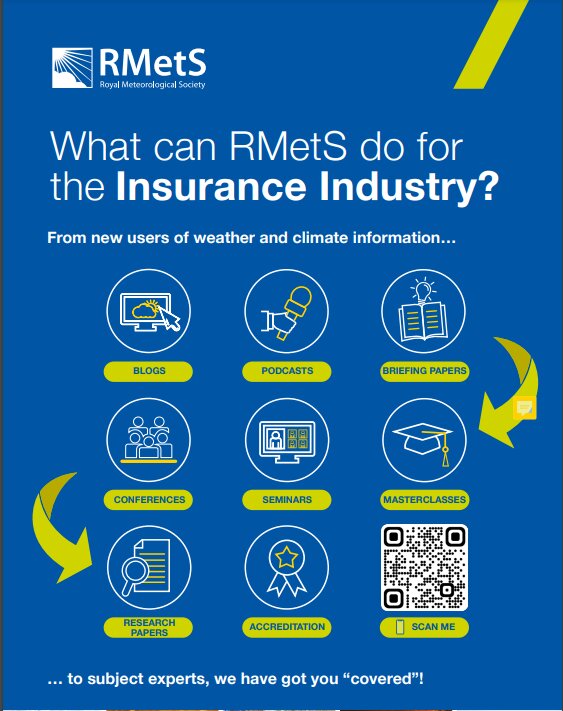 RMetS
Royal Meteorological Society
What can RMetS do for
the Insurance Industry?
From new users of weather and climate information...
BLOGS
PODCASTS
BRIEFING PAPERS
CONFERENCES
SEMINARS
MASTERCLASSES
RESEARCH
PAPERS
ACCREDITATION
SCAN ME
... to subject experts, we have got you “covered”!